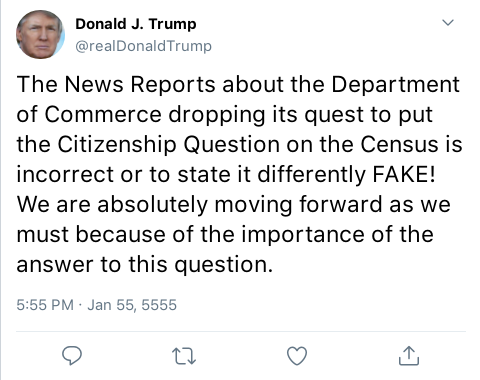 Donald J. Trump
@realDonaldTrump
The News Reports about the Department
of Commerce dropping its quest to put
the Citizenship Question on the Census is
incorrect or to state it differently FAKE!
We are absolutely moving forward as we
must because of the importance of the
answer to this question.
5:55 PM · Jan 55, 5555